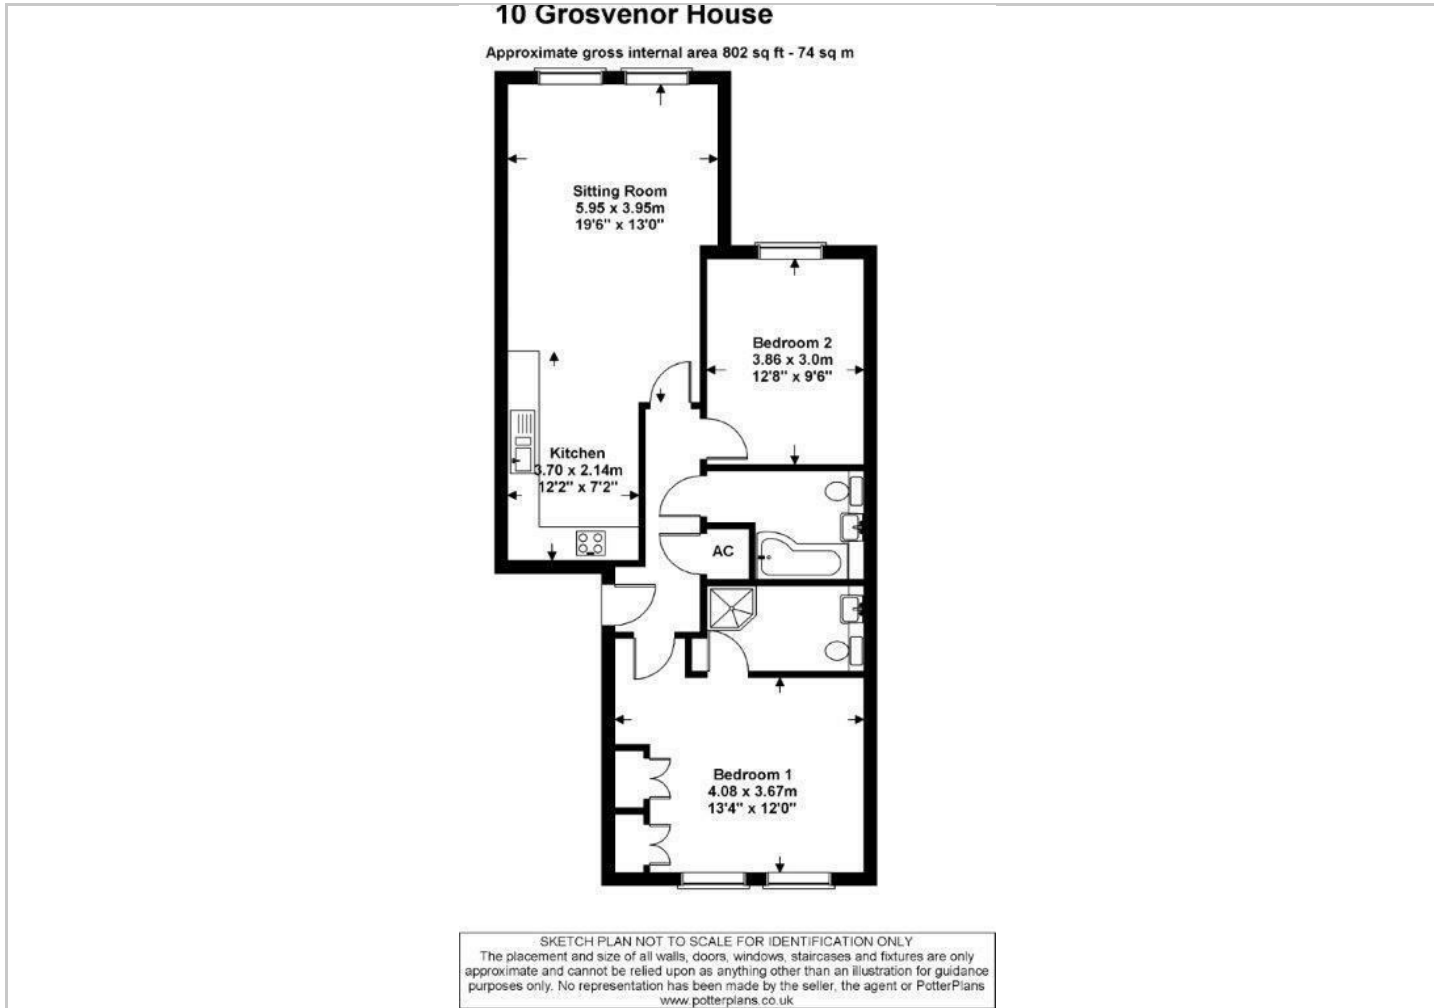 10 Grosvenor House
Approximate gross internal area 802 sq ft - 74 sq m
Sitting Room
5.95 x 3.95m
19'6" x 13'0"
Bedroom 2
3.86 x 3.0m
12'8" x 9'6"
Kitchen
3.70 x 2.14m
12'2" x 7'2"
AC
Bedroom 1
4.08 x 3.67m
13'4" x 12'0"
SKETCH PLAN NOT TO SCALE FOR IDENTIFICATION ONLY
The placement and size of all walls, doors, windows, staircases and fixtures are only
approximate and cannot be relied upon as anything other than an illustration for guidance
purposes only. No representation has been made by the seller, the agent or PotterPlans
www.potterplans.co.uk